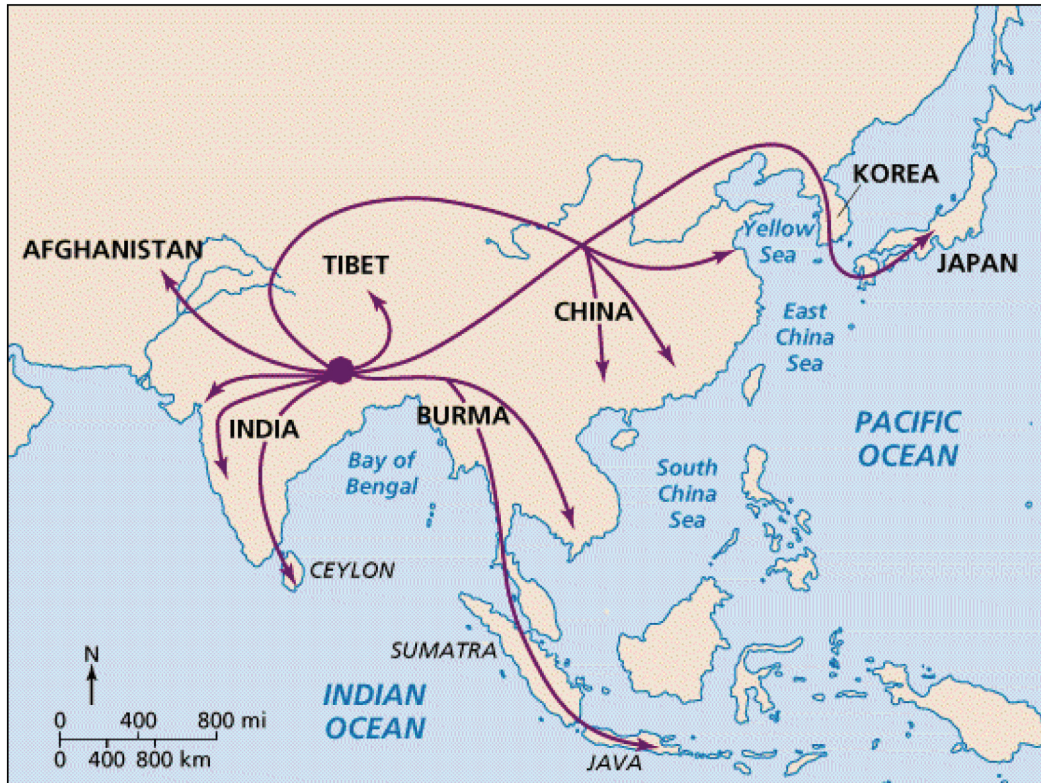 KOREA
AFGHANISTAN
TIBET
Yellow
Sea
JAPAN
CHINA
East
China
Sea
INDIA
BURMA
PACIFIC
OCEAN
Bay of
Bengal
South
China
Sea
CEYLON
SUMATRA
N
INDIAN
OCEAN
0 400 800 mi
0 400 800 km
JAVA